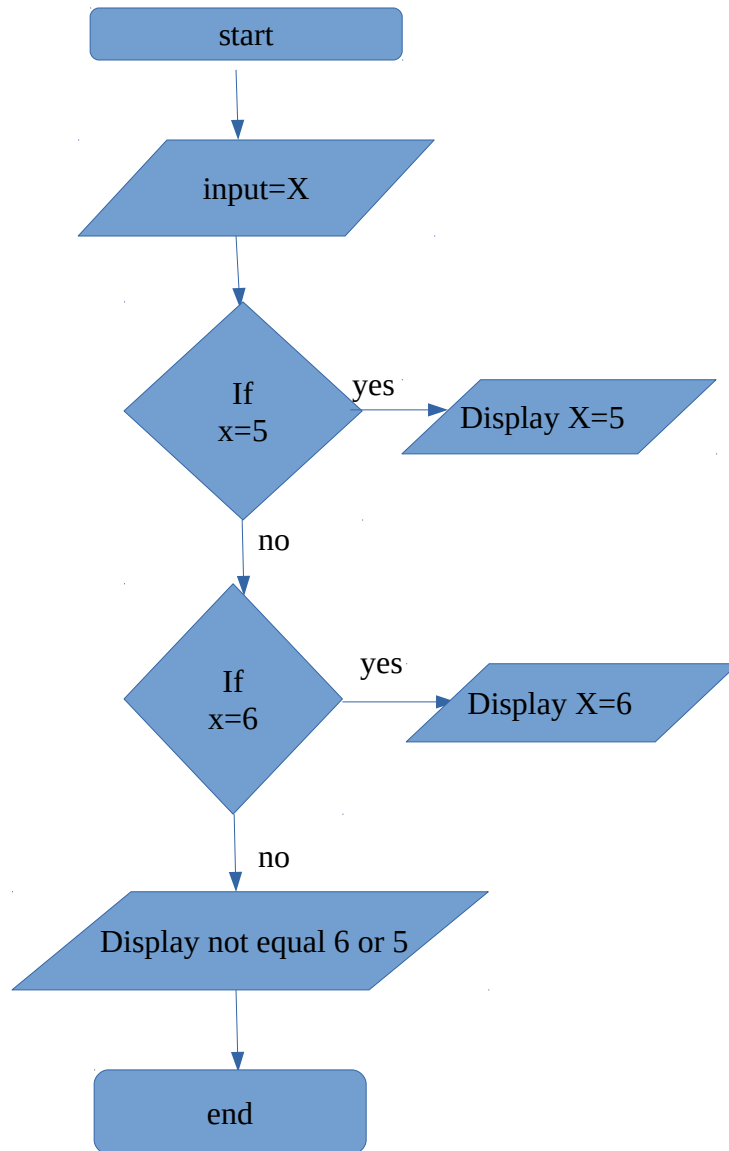 start
input=X
If
x=5
yes
Display X=5
no
If
x=6
yes
Display X=6
no
Display not equal 6 or 5
end